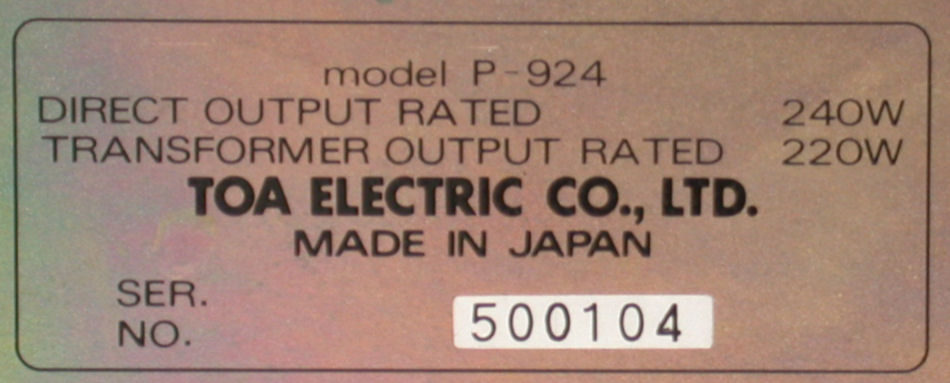 model P-924
DIRECT OUTPUT RATED 240W
TRANSFORMER OUTPUT RATED 220W
TOA ELECTRIC CO., LTD.
MADE IN JAPAN
SER.
NO. 500104